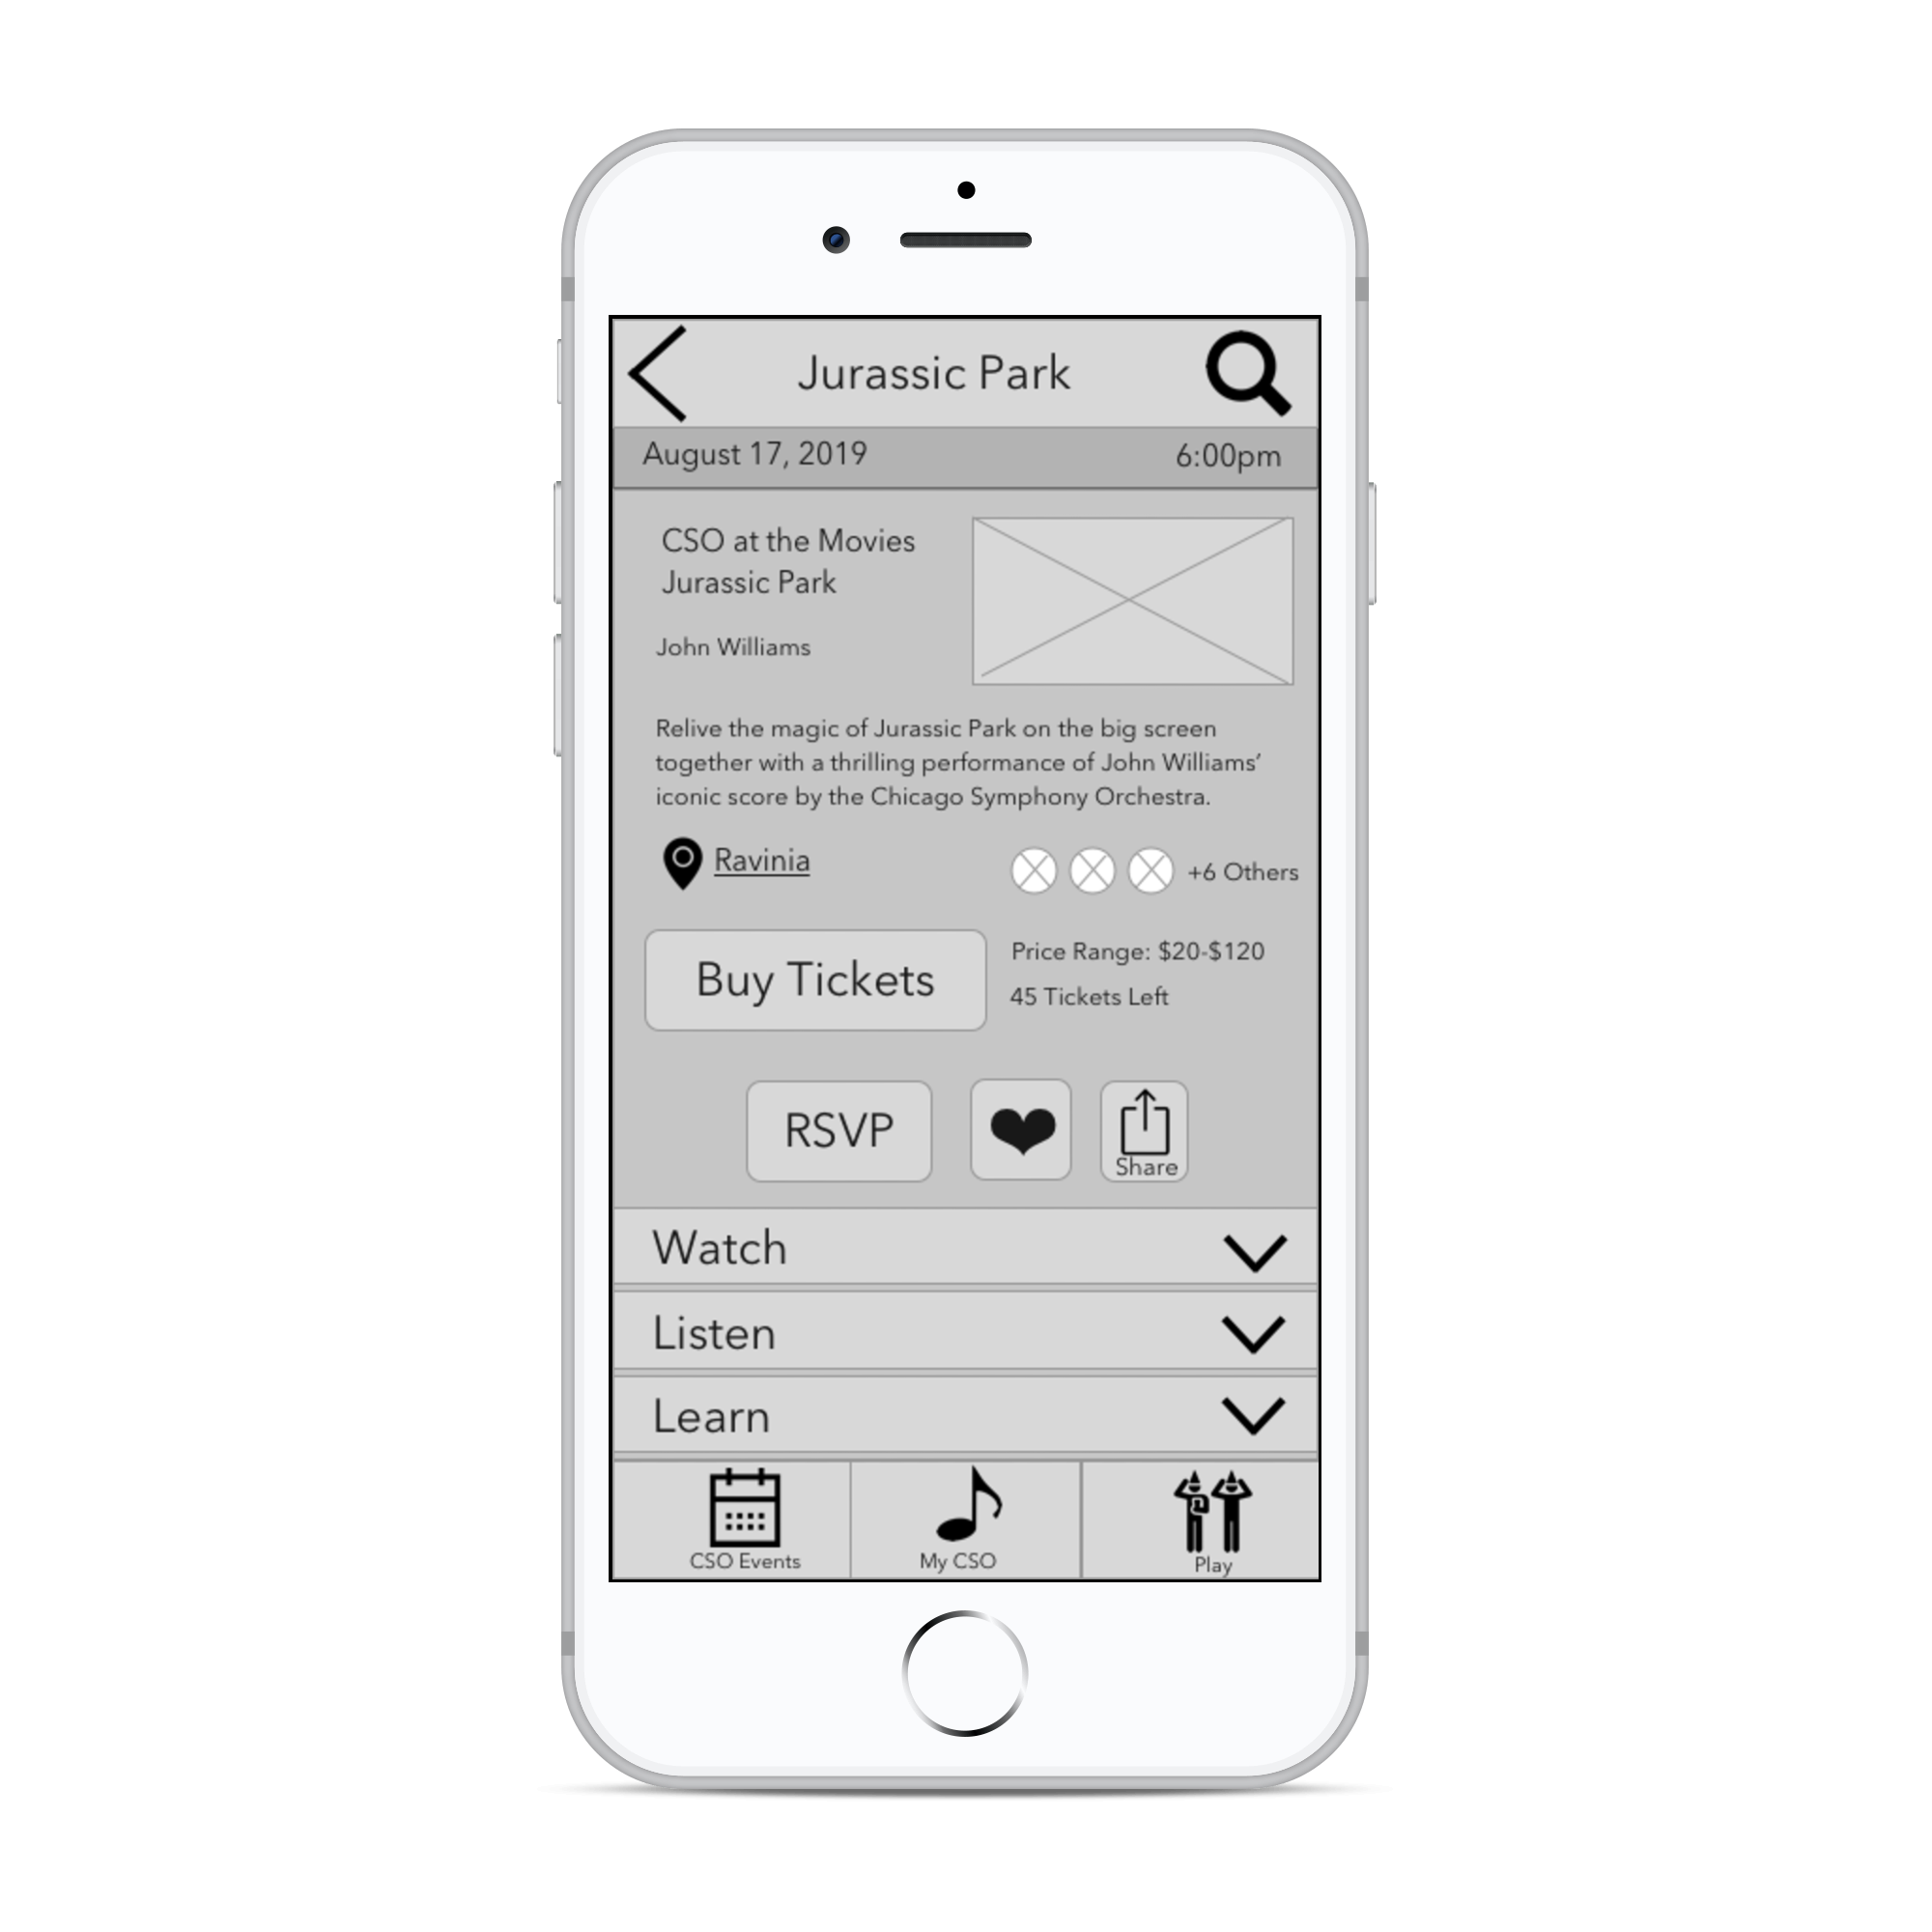 Jurassic Park
August 17, 2019 6:00pm
CSO at the Movies
Jurassic Park
John Williams
Relive the magic of Jurassic Park on the big screen
together with a thrilling performance of John Williams’
iconic score by the Chicago Symphony Orchestra.
Ravinia
+6 Others
Buy Tickets
Price Range: $20-$120
45 Tickets Left
RSVP
Share
Watch
Listen
Learn
CSO Events
My CSO
Play